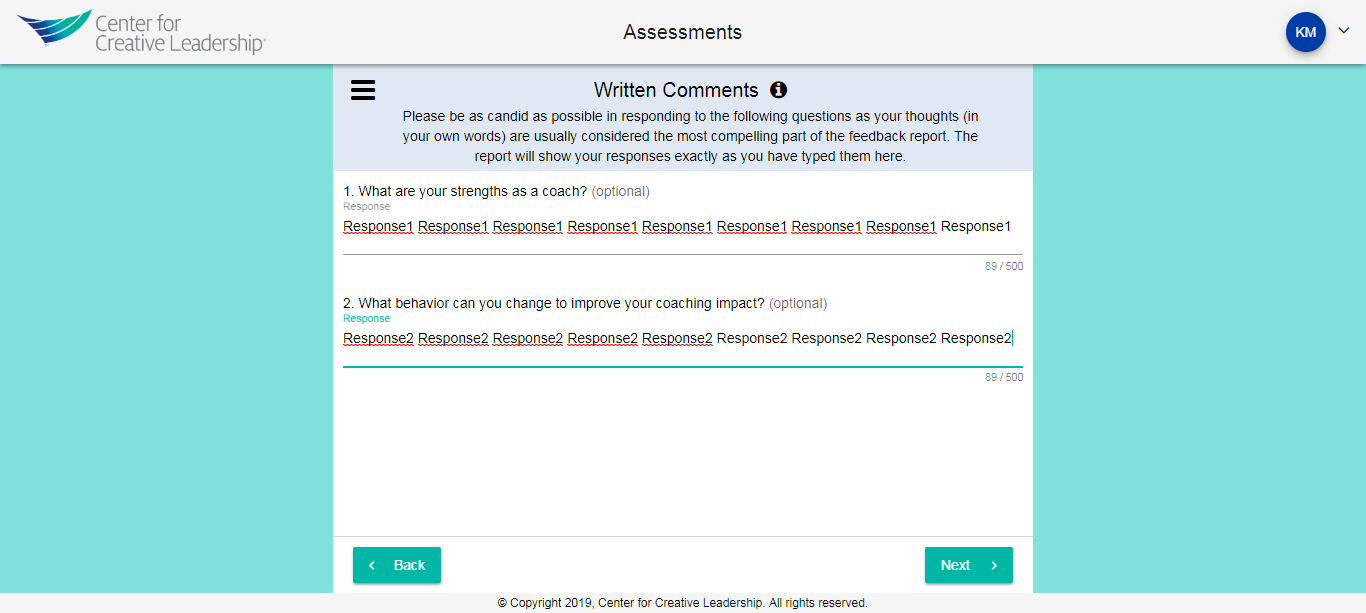 Center for
Creative Leadership®
Assessments
KM
Written Comments
Please be as candid as possible in responding to the following questions as your thoughts (in
your own words) are usually considered the most compelling part of the feedback report. The
report will show your responses exactly as you have typed them here.
1. What are your strengths as a coach? (optional)
Response
Response1 Response1 Response1 Response1 Response1 Response1 Response1 Response1 Response1
89 / 500
2. What behavior can you change to improve your coaching impact? (optional)
Response
Response2 Response2 Response2 Response2 Response2 Response2 Response2 Response2 Response2
89 / 500
Back
Next
© Copyright 2019, Center for Creative Leadership. All rights reserved.